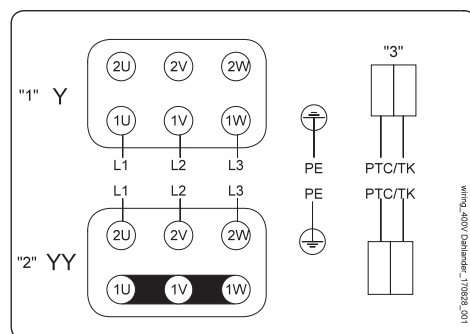 "1" Y
2U 2V 2W
1U 1V 1W
L1 L2 L3
L1 L2 L3
2U 2V 2W
"2" YY
1U 1V 1W
PE
PE
"3"
PTC/TK
PTC/TK
wiring_400V Dahlander_170828_001